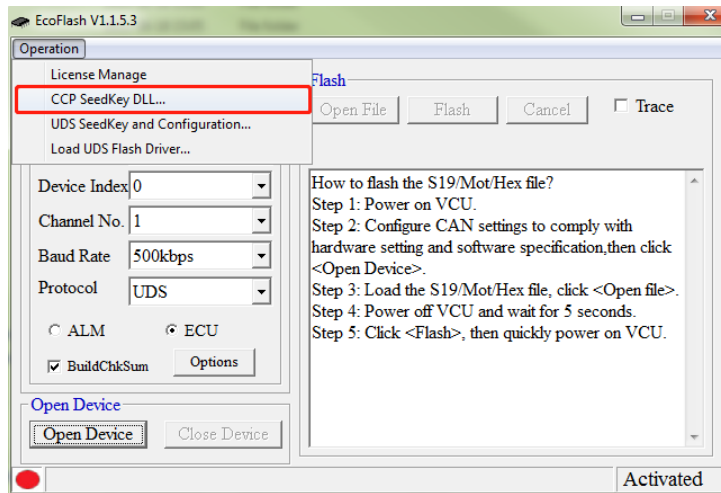 EcoFlash V1.1.5.3
Operation
License Manage
CCP SeedKey DLL...
UDS SeedKey and Configuration...
Load UDS Flash Driver...
Flash
Open File
Flash
Cancel
Trace
Device Index
0
Channel No.
1
Baud Rate
500kbps
Protocol
UDS
ALM
ECU
BuildChkSum
Options
Open Device
Open Device
Close Device
How to flash the S19/Mot/Hex file?
Step 1: Power on VCU.
Step 2: Configure CAN settings to comply with
hardware setting and software specification,then click
<Open Device>.
Step 3: Load the S19/Mot/Hex file, click <Open file>.
Step 4: Power off VCU and wait for 5 seconds.
Step 5: Click <Flash>, then quickly power on VCU.
Activated